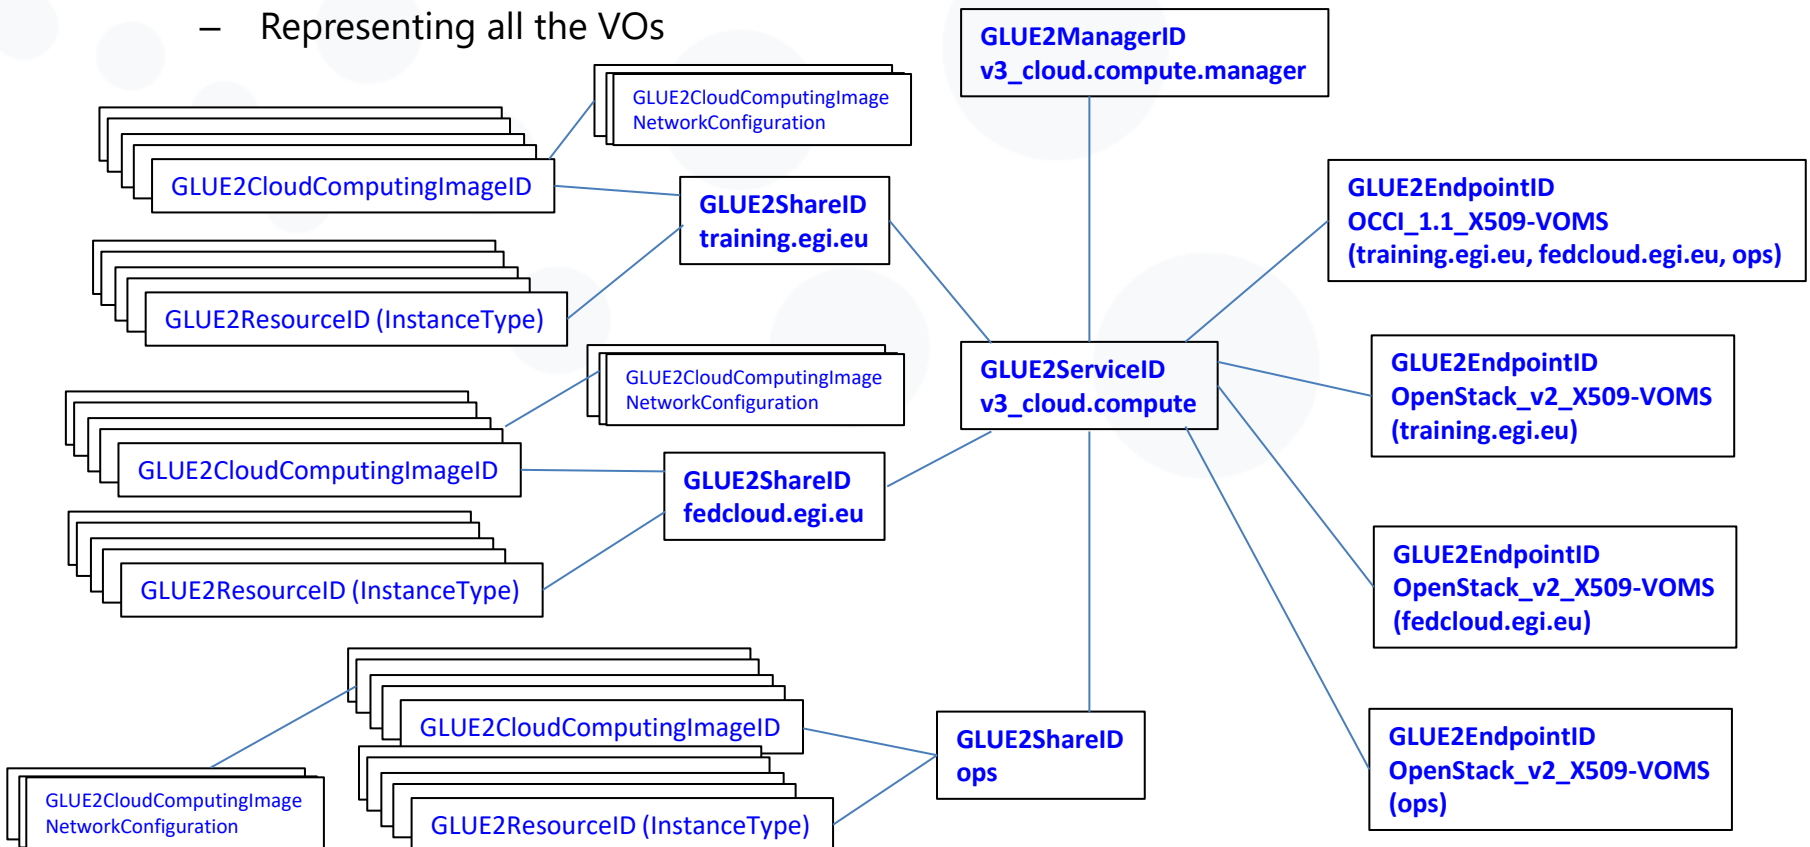 – Representing all the VOs
GLUE2ManagerID
v3_cloud.compute.manager
GLUE2CloudComputingImage
NetworkConfiguration
GLUE2CloudComputingImageID
GLUE2ShareID
training.egi.eu
GLUE2EndpointID
OCCI_1.1_X509-VOMS
(training.egi.eu, fedcloud.egi.eu, ops)
GLUE2ResourceID (InstanceType)
GLUE2CloudComputingImage
NetworkConfiguration
GLUE2ServiceID
v3_cloud.compute
GLUE2EndpointID
OpenStack_v2_X509-VOMS
(training.egi.eu)
GLUE2CloudComputingImageID
GLUE2ShareID
fedcloud.egi.eu
GLUE2ResourceID (InstanceType)
GLUE2EndpointID
OpenStack_v2_X509-VOMS
(fedcloud.egi.eu)
GLUE2CloudComputingImageID
GLUE2ShareID
ops
GLUE2EndpointID
OpenStack_v2_X509-VOMS
(ops)
GLUE2CloudComputingImage
NetworkConfiguration
GLUE2ResourceID (InstanceType)